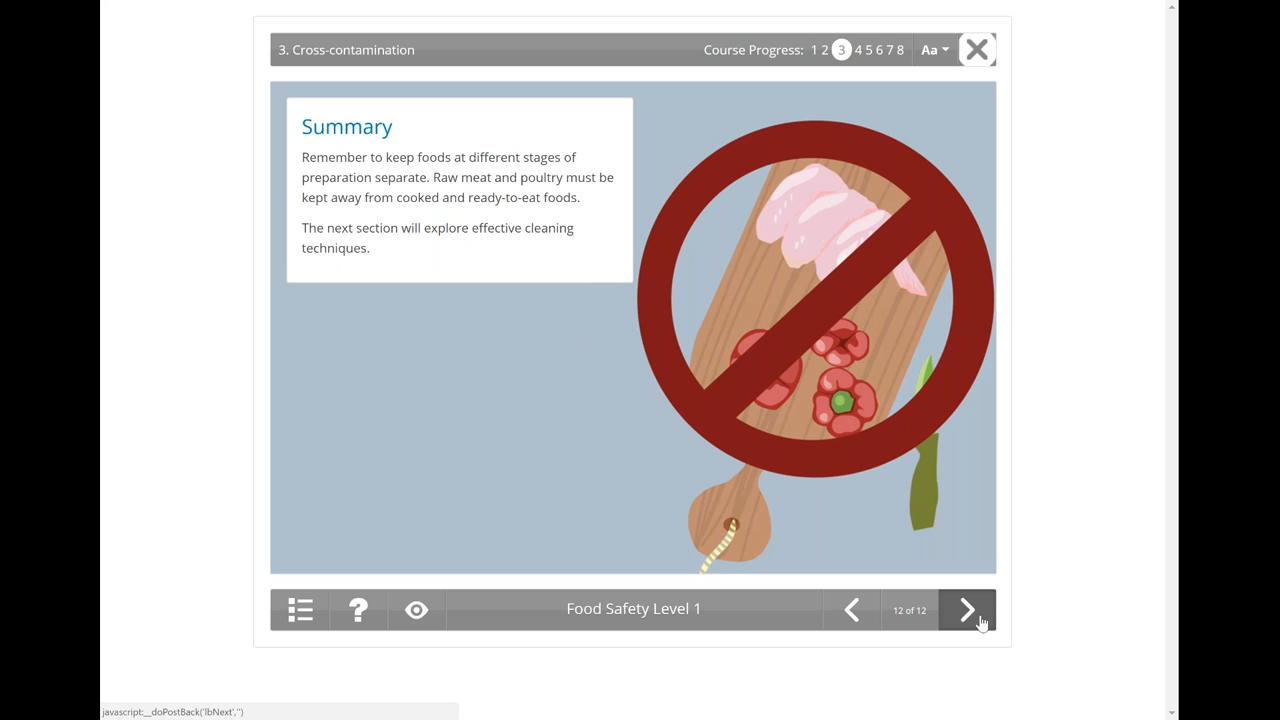 3. Cross-contamination
Course Progress: 1 2 3 4 5 6 7 8
Aa
Summary
Remember to keep foods at different stages of
preparation separate. Raw meat and poultry must be
kept away from cooked and ready-to-eat foods.
The next section will explore effective cleaning
techniques.
?
Food Safety Level 1
12 of 12
javascript:__doPostBack('lbNext','')